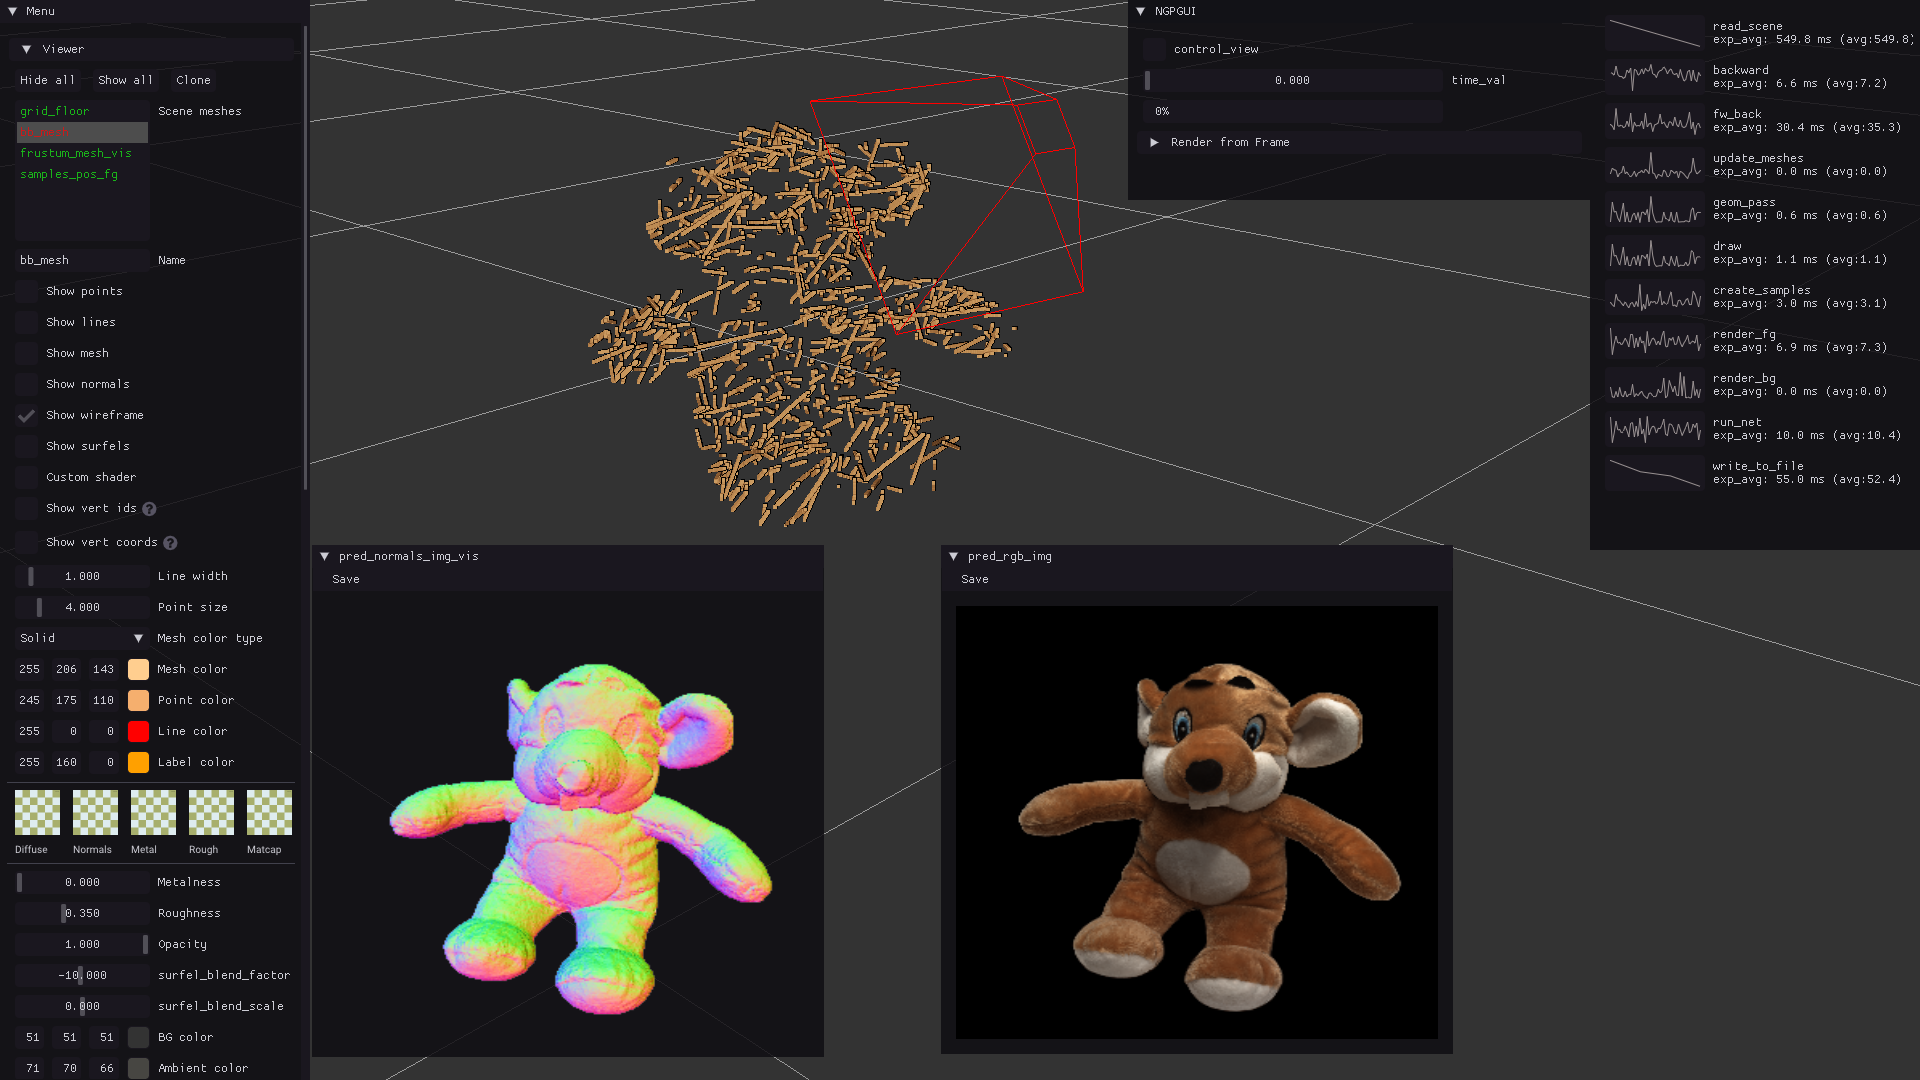 Menu
Viewer
Hide all Show all Clone
grid_floor Scene meshes
bb_mesh
frustum_mesh_vis
samples_pos_fg
bb_mesh Name
Show points
Show lines
Show mesh
Show normals
Show wireframe
Show surfels
Custom shader
Show vert ids ?
Show vert coords ?
1.000 Line width
4.000 Point size
Solid Mesh color type
255 206 143 Mesh color
245 175 110 Point color
255 0 0 Line color
255 160 0 Label color
Diffuse Normals Metal Rough Matcap
0.000 Metalness
0.350 Roughness
1.000 Opacity
-10.000 surfel_blend_factor
0.000 surfel_blend_scale
51 51 51 BG color
71 70 66 Ambient color
pred_normals_img_vis
Save
pred_rgb_img
Save
NGPGUI
control_view
0.000 time_val
0%
Render from Frame
read_scene
exp_avg: 549.8 ms (avg:549.8)
backward
exp_avg: 6.6 ms (avg:7.2)
fw_back
exp_avg: 30.4 ms (avg:35.3)
update_meshes
exp_avg: 0.0 ms (avg:0.0)
geom_pass
exp_avg: 0.6 ms (avg:0.6)
draw
exp_avg: 1.1 ms (avg:1.1)
create_samples
exp_avg: 3.0 ms (avg:3.1)
render_fg
exp_avg: 6.9 ms (avg:7.3)
render_bg
exp_avg: 0.0 ms (avg:0.0)
run_net
exp_avg: 10.0 ms (avg:10.4)
write_to_file
exp_avg: 55.0 ms (avg:52.4)